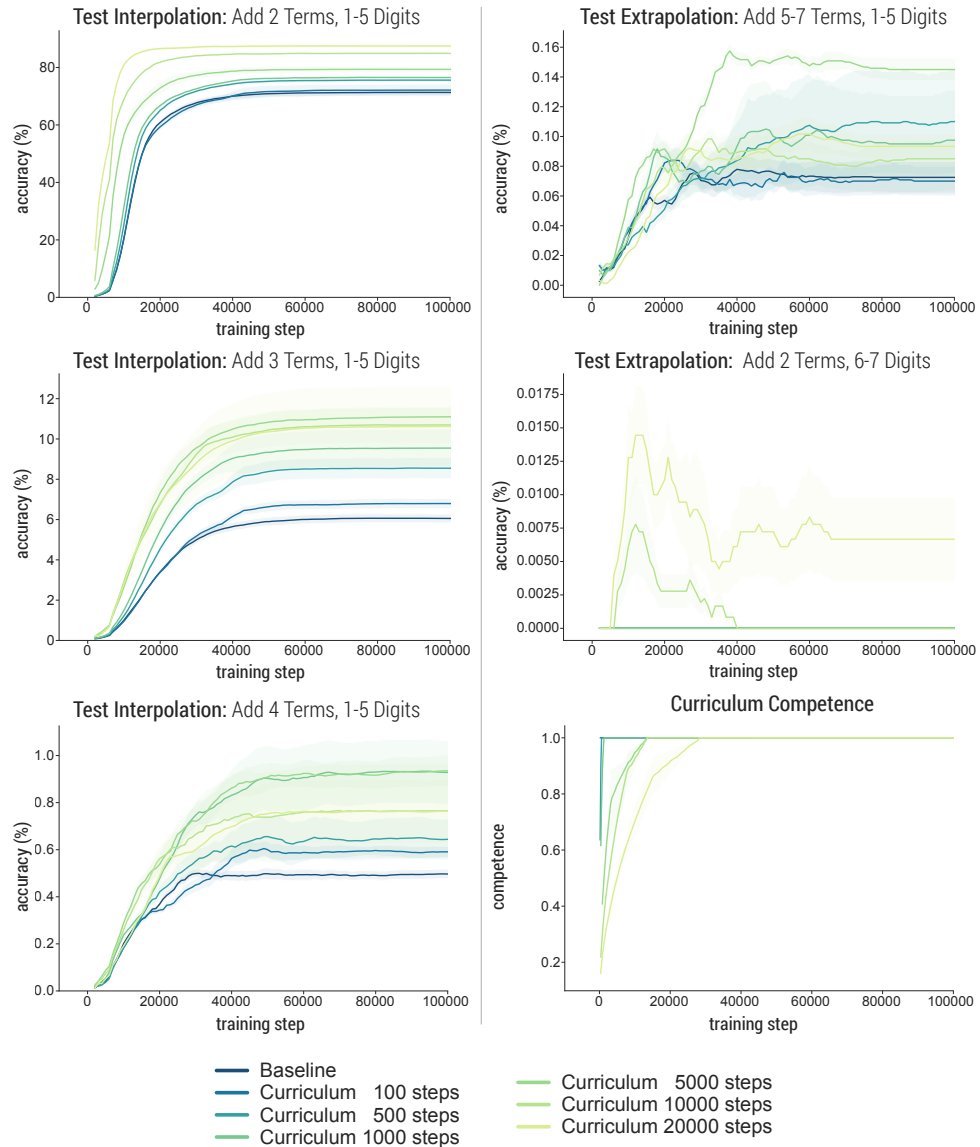 Test Interpolation: Add 2 Terms, 1-5 Digits
accuracy (%)
80
60
40
20
0
0 20000 40000 60000 80000 100000
training step
Test Extrapolation: Add 5-7 Terms, 1-5 Digits
accuracy (%)
0.16
0.14
0.12
0.10
0.08
0.06
0.04
0.02
0.00
0 20000 40000 60000 80000 100000
training step
Test Interpolation: Add 3 Terms, 1-5 Digits
accuracy (%)
12
10
8
6
4
2
0
0 20000 40000 60000 80000 100000
training step
Test Extrapolation: Add 2 Terms, 6-7 Digits
accuracy (%)
0.0175
0.0150
0.0125
0.0100
0.0075
0.0050
0.0025
0.0000
0 20000 40000 60000 80000 100000
training step
Test Interpolation: Add 4 Terms, 1-5 Digits
accuracy (%)
1.0
0.8
0.6
0.4
0.2
0.0
0 20000 40000 60000 80000 100000
training step
Curriculum Competence
competence
1.0
0.8
0.6
0.4
0.2
0 20000 40000 60000 80000 100000
training step
Baseline
Curriculum 100 steps
Curriculum 500 steps
Curriculum 1000 steps
Curriculum 5000 steps
Curriculum 10000 steps
Curriculum 20000 steps